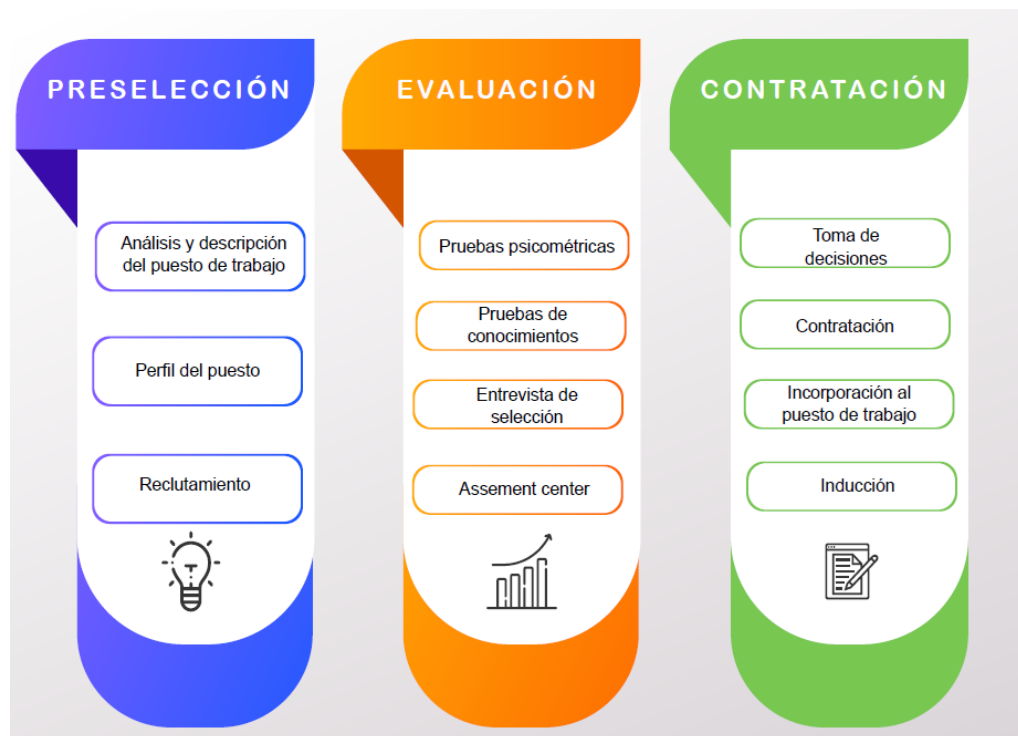 PRESELECCIÓN
Análisis y descripción
del puesto de trabajo
Perfil del puesto
Reclutamiento
EVALUACIÓN
Pruebas psicométricas
Pruebas de
conocimientos
Entrevista de
selección
Assement center
CONTRATACIÓN
Toma de
decisiones
Contratación
Incorporación al
puesto de trabajo
Inducción